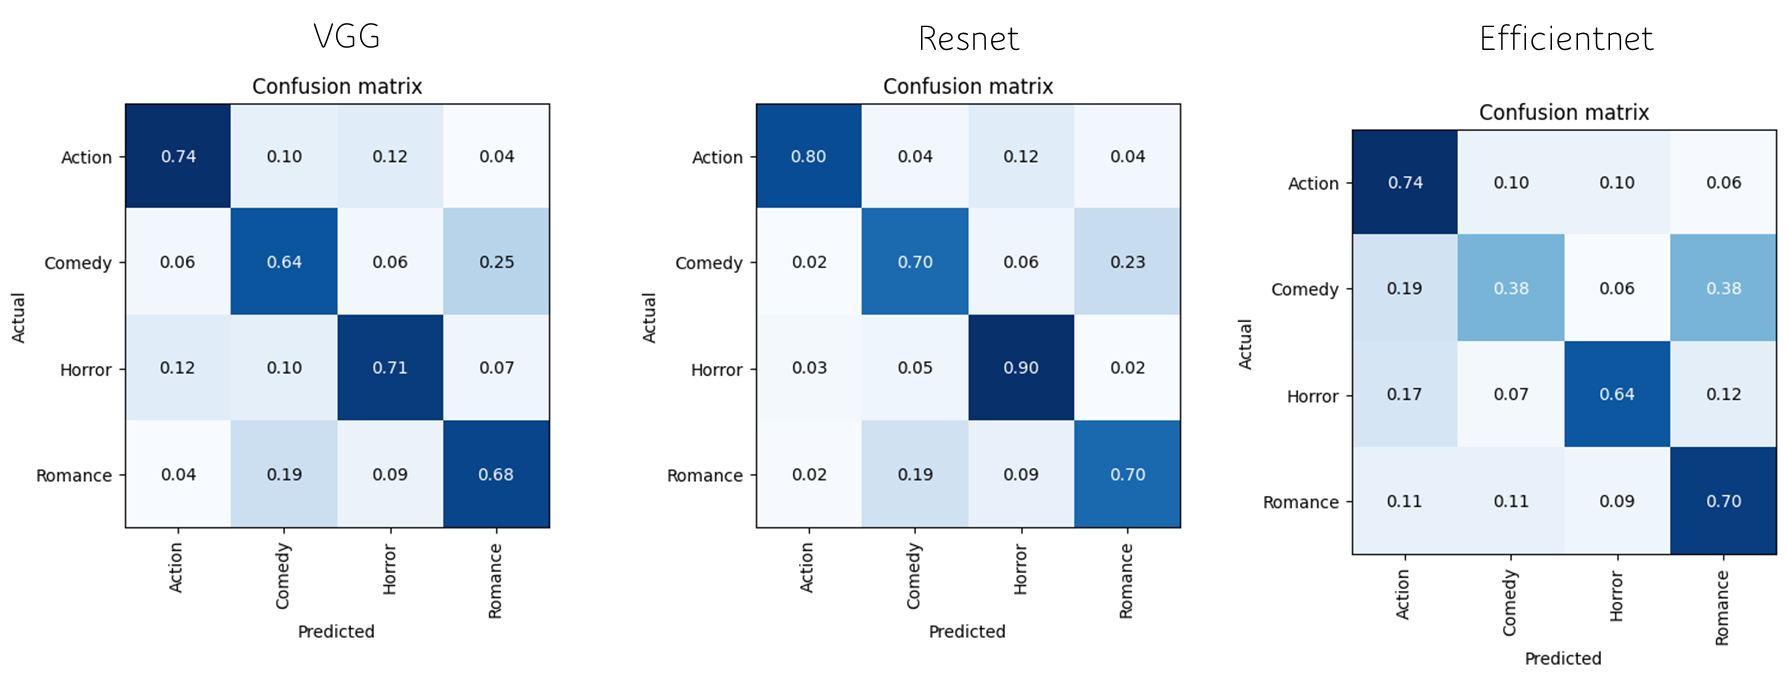 VGG
Confusion matrix
Action 0.74 0.10 0.12 0.04
Comedy 0.06 0.64 0.06 0.25
Horror 0.12 0.10 0.71 0.07
Romance 0.04 0.19 0.09 0.68
Actual
Action Comedy Horror Romance
Predicted
Resnet
Confusion matrix
Action 0.80 0.04 0.12 0.04
Comedy 0.02 0.70 0.06 0.23
Horror 0.03 0.05 0.90 0.02
Romance 0.02 0.19 0.09 0.70
Actual
Action Comedy Horror Romance
Predicted
Efficientnet
Confusion matrix
Action 0.74 0.10 0.10 0.06
Comedy 0.19 0.38 0.06 0.38
Horror 0.17 0.07 0.64 0.12
Romance 0.11 0.11 0.09 0.70
Actual
Action Comedy Horror Romance
Predicted